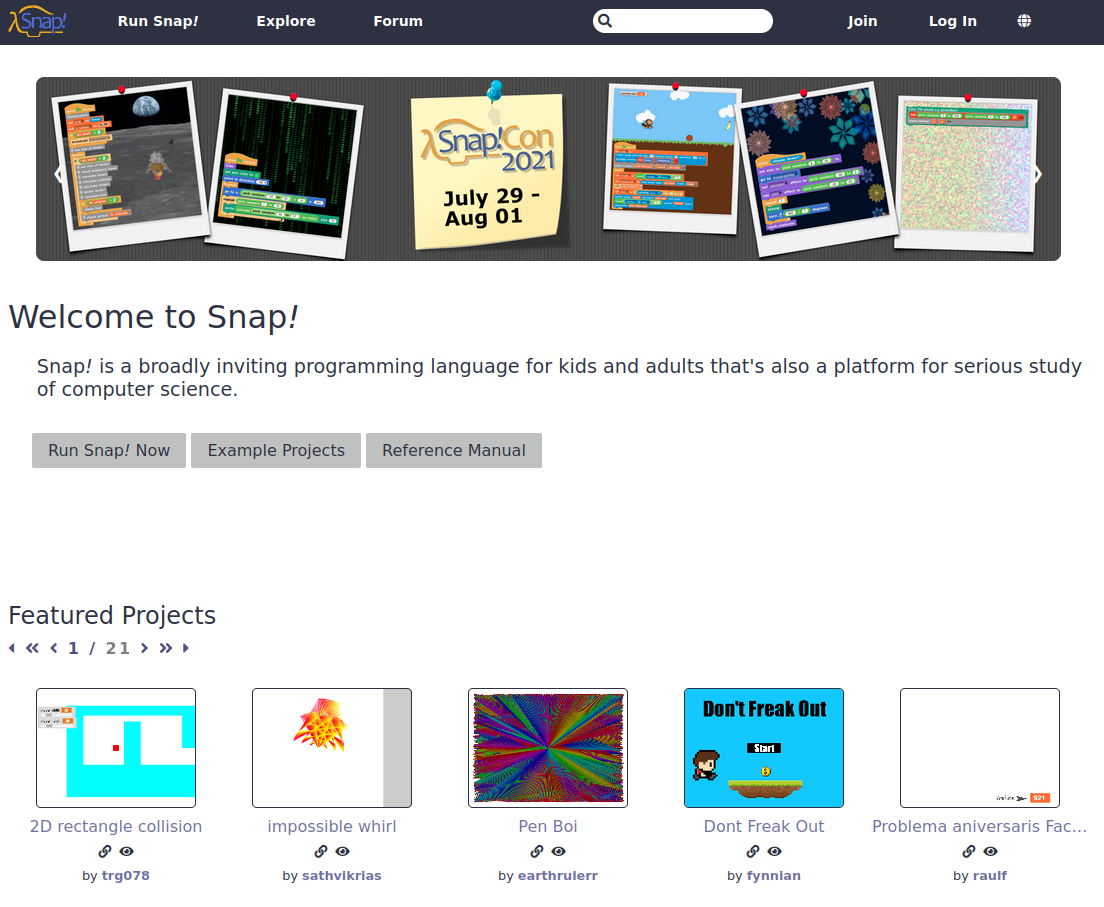 λSnap!
Run Snap! Explore Forum Join Log In
λSnap!Con
2021
July 29 -
Aug 01
Welcome to Snap!
Snap! is a broadly inviting programming language for kids and adults that's also a platform for serious study
of computer science.
Run Snap! Now Example Projects Reference Manual
Featured Projects
1 / 21
Don't Freak Out
Start
921
2D rectangle collision impossible whirl Pen Boi Dont Freak Out Problema aniversaris Fac...
by trg078 by sathvikrias by earthrulerr by fynnian by raulf